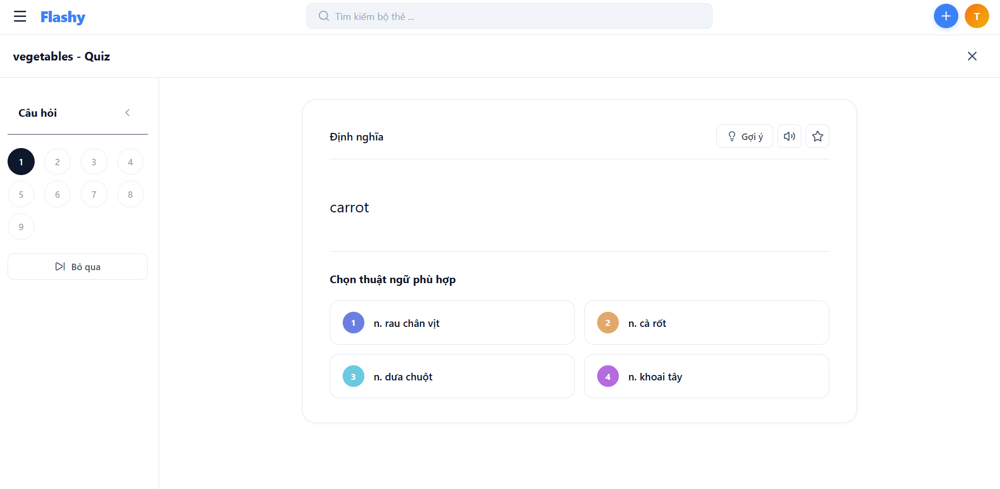 Flashy
Tìm kiếm bộ thẻ ...
T
vegetables - Quiz
Câu hỏi
1 2 3 4
5 6 7 8
9
Bỏ qua
Định nghĩa
Gợi ý
carrot
Chọn thuật ngữ phù hợp
1 n. rau chân vịt
2 n. cà rốt
3 n. dưa chuột
4 n. khoai tây